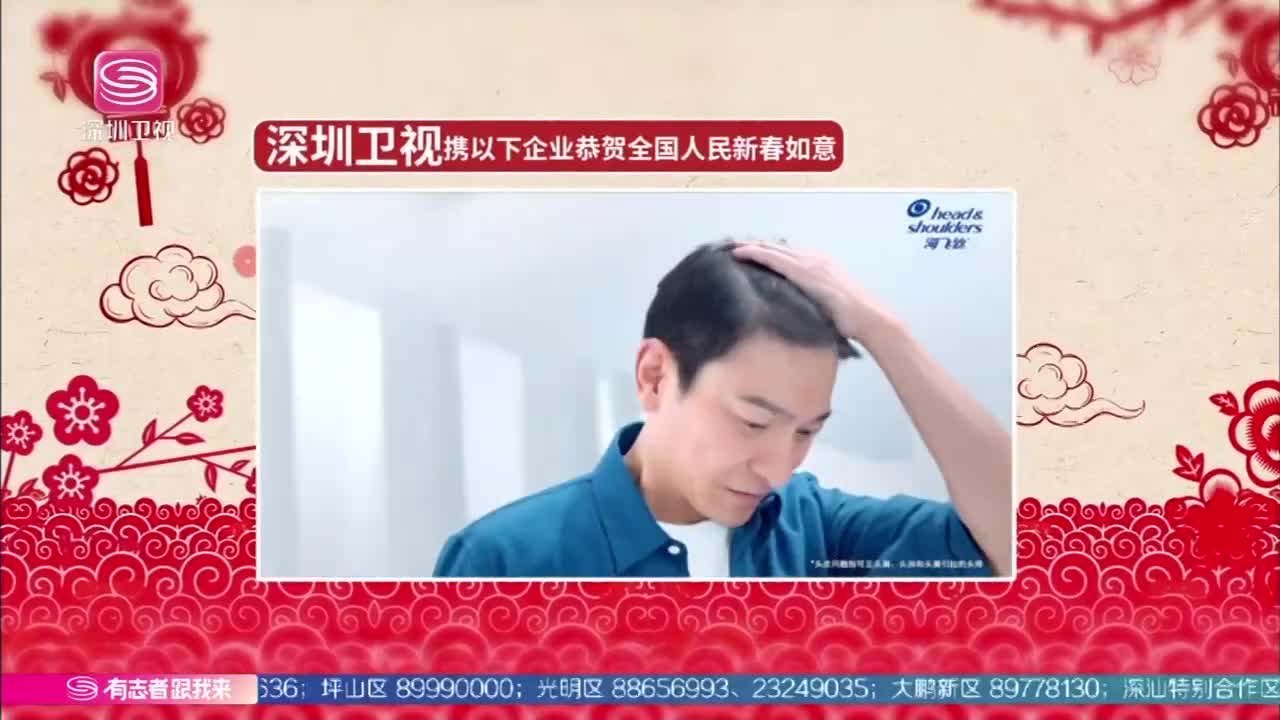 深圳卫视
深圳卫视携以下企业恭贺全国人民新春如意
head&
shoulders
海飞丝
有志者跟我来
636；坪山区 89990000；光明区 88656993、23249035；大鹏新区 89778130；深汕特别合作区